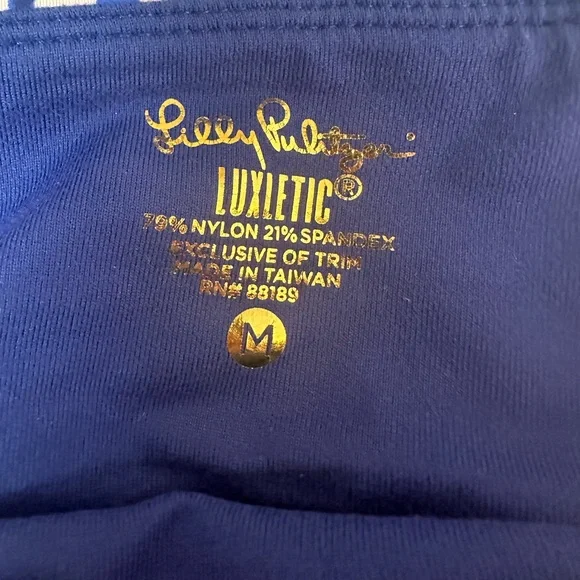 Lilly Pulitzer
LUXLETIC®
79% NYLON 21% SPANDEX
EXCLUSIVE OF TRIM
MADE IN TAIWAN
RN# 88189
M